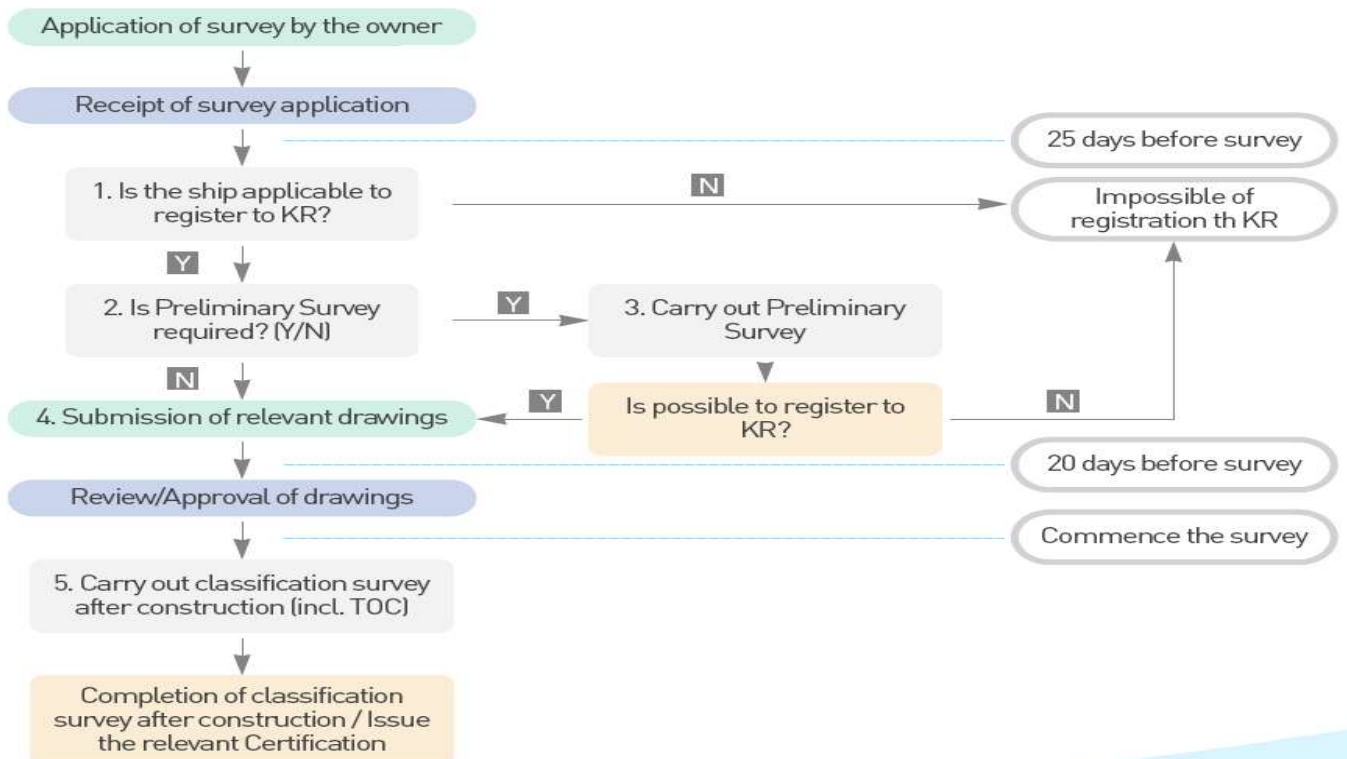 Application of survey by the owner
Receipt of survey application
25 days before survey
1. Is the ship applicable to
register to KR?
N
Impossible of
registration th KR
Y
2. Is Preliminary Survey
required? (Y/N)
Y
3. Carry out Preliminary
Survey
N
4. Submission of relevant drawings
Y
Is possible to register to
KR?
N
20 days before survey
Review/Approval of drawings
Commence the survey
5. Carry out classification survey
after construction (incl. TOC)
Completion of classification
survey after construction / Issue
the relevant Certification